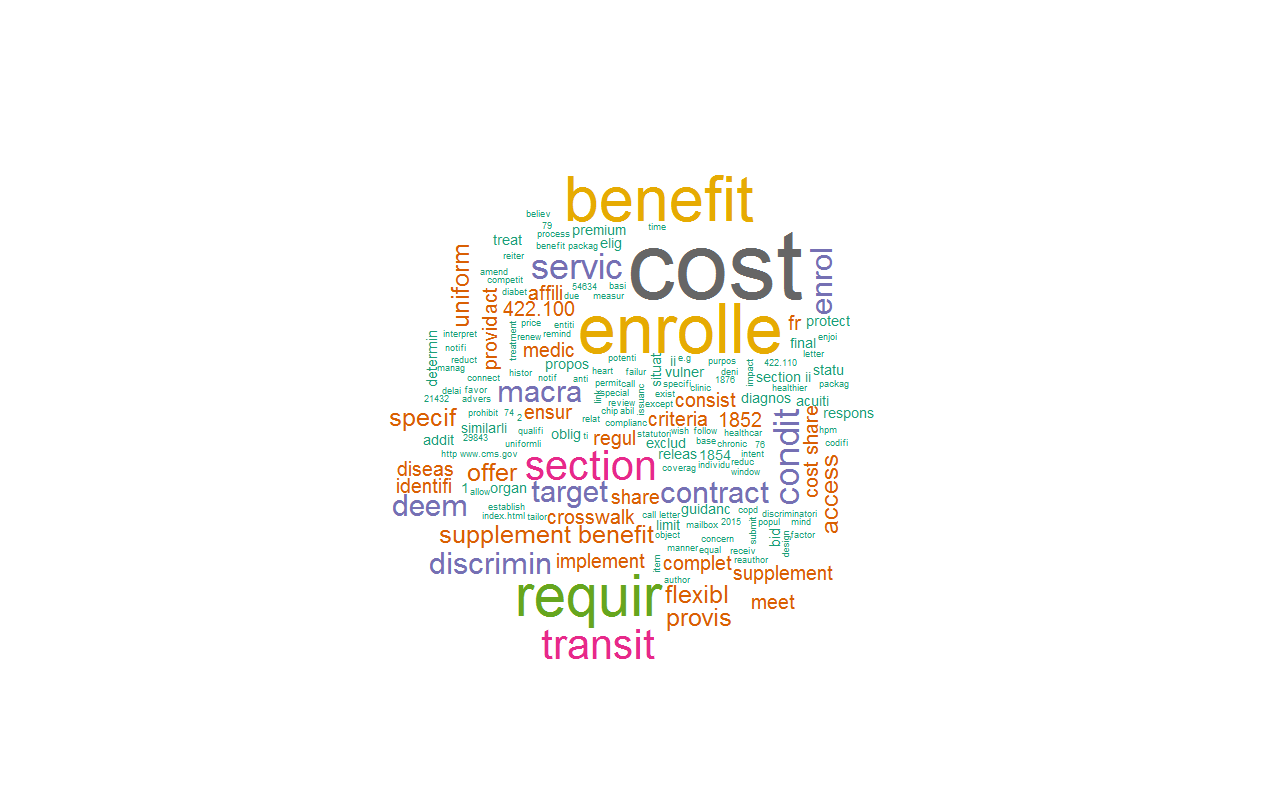 benefit
believ
79
process
premium
time
treat
benefit packag
elig
reiter
cost
uniform
servic
enrol
amend
competit
54634
basi
diabet
affili
due
measur
providact
422.100
enrolle
fr
protect
price
entiti
renew
remind
enjoi
interpret
treatment
final
letter
determin
notifi
medic
reduct
manag
propos
potenti
situat
ii
e.g
purpos
impact
422.110
vulner
deni
section ii
statu
histor
heart
failur
connect
notif
anti
permit
call
specifi
1876
healthier
packag
delai
favor
macra
link
special
issuanc
exist
clinic
diagnos
acuiti
21432
advers
review
except
consist
specif
prohibit
74
2
ensur
chip
abil
criteria
1852
condit
cost share
respons
relat
complianc
similarli
qualifi
statutori
wish
follow
healthcar
hpm
addit
29843
oblig
ti
regul
exclud
base
chronic
76
codifi
uniformli
http
www.cms.gov
section
releas
1854
intent
diseas
offer
coverag
individu
reduc
window
access
identifi
1
allow
organ
target
share
contract
deem
establish
guidanc
copd
discriminatori
index.html
tailor
crosswalk
call letter
limit
mailbox
2015
submit
popul
mind
supplement benefit
object
bid
design
factor
concern
manner
equal
receiv
discrimin
implement
item
complet
reauthor
supplement
author
requir
flexibl
meet
provis
transit